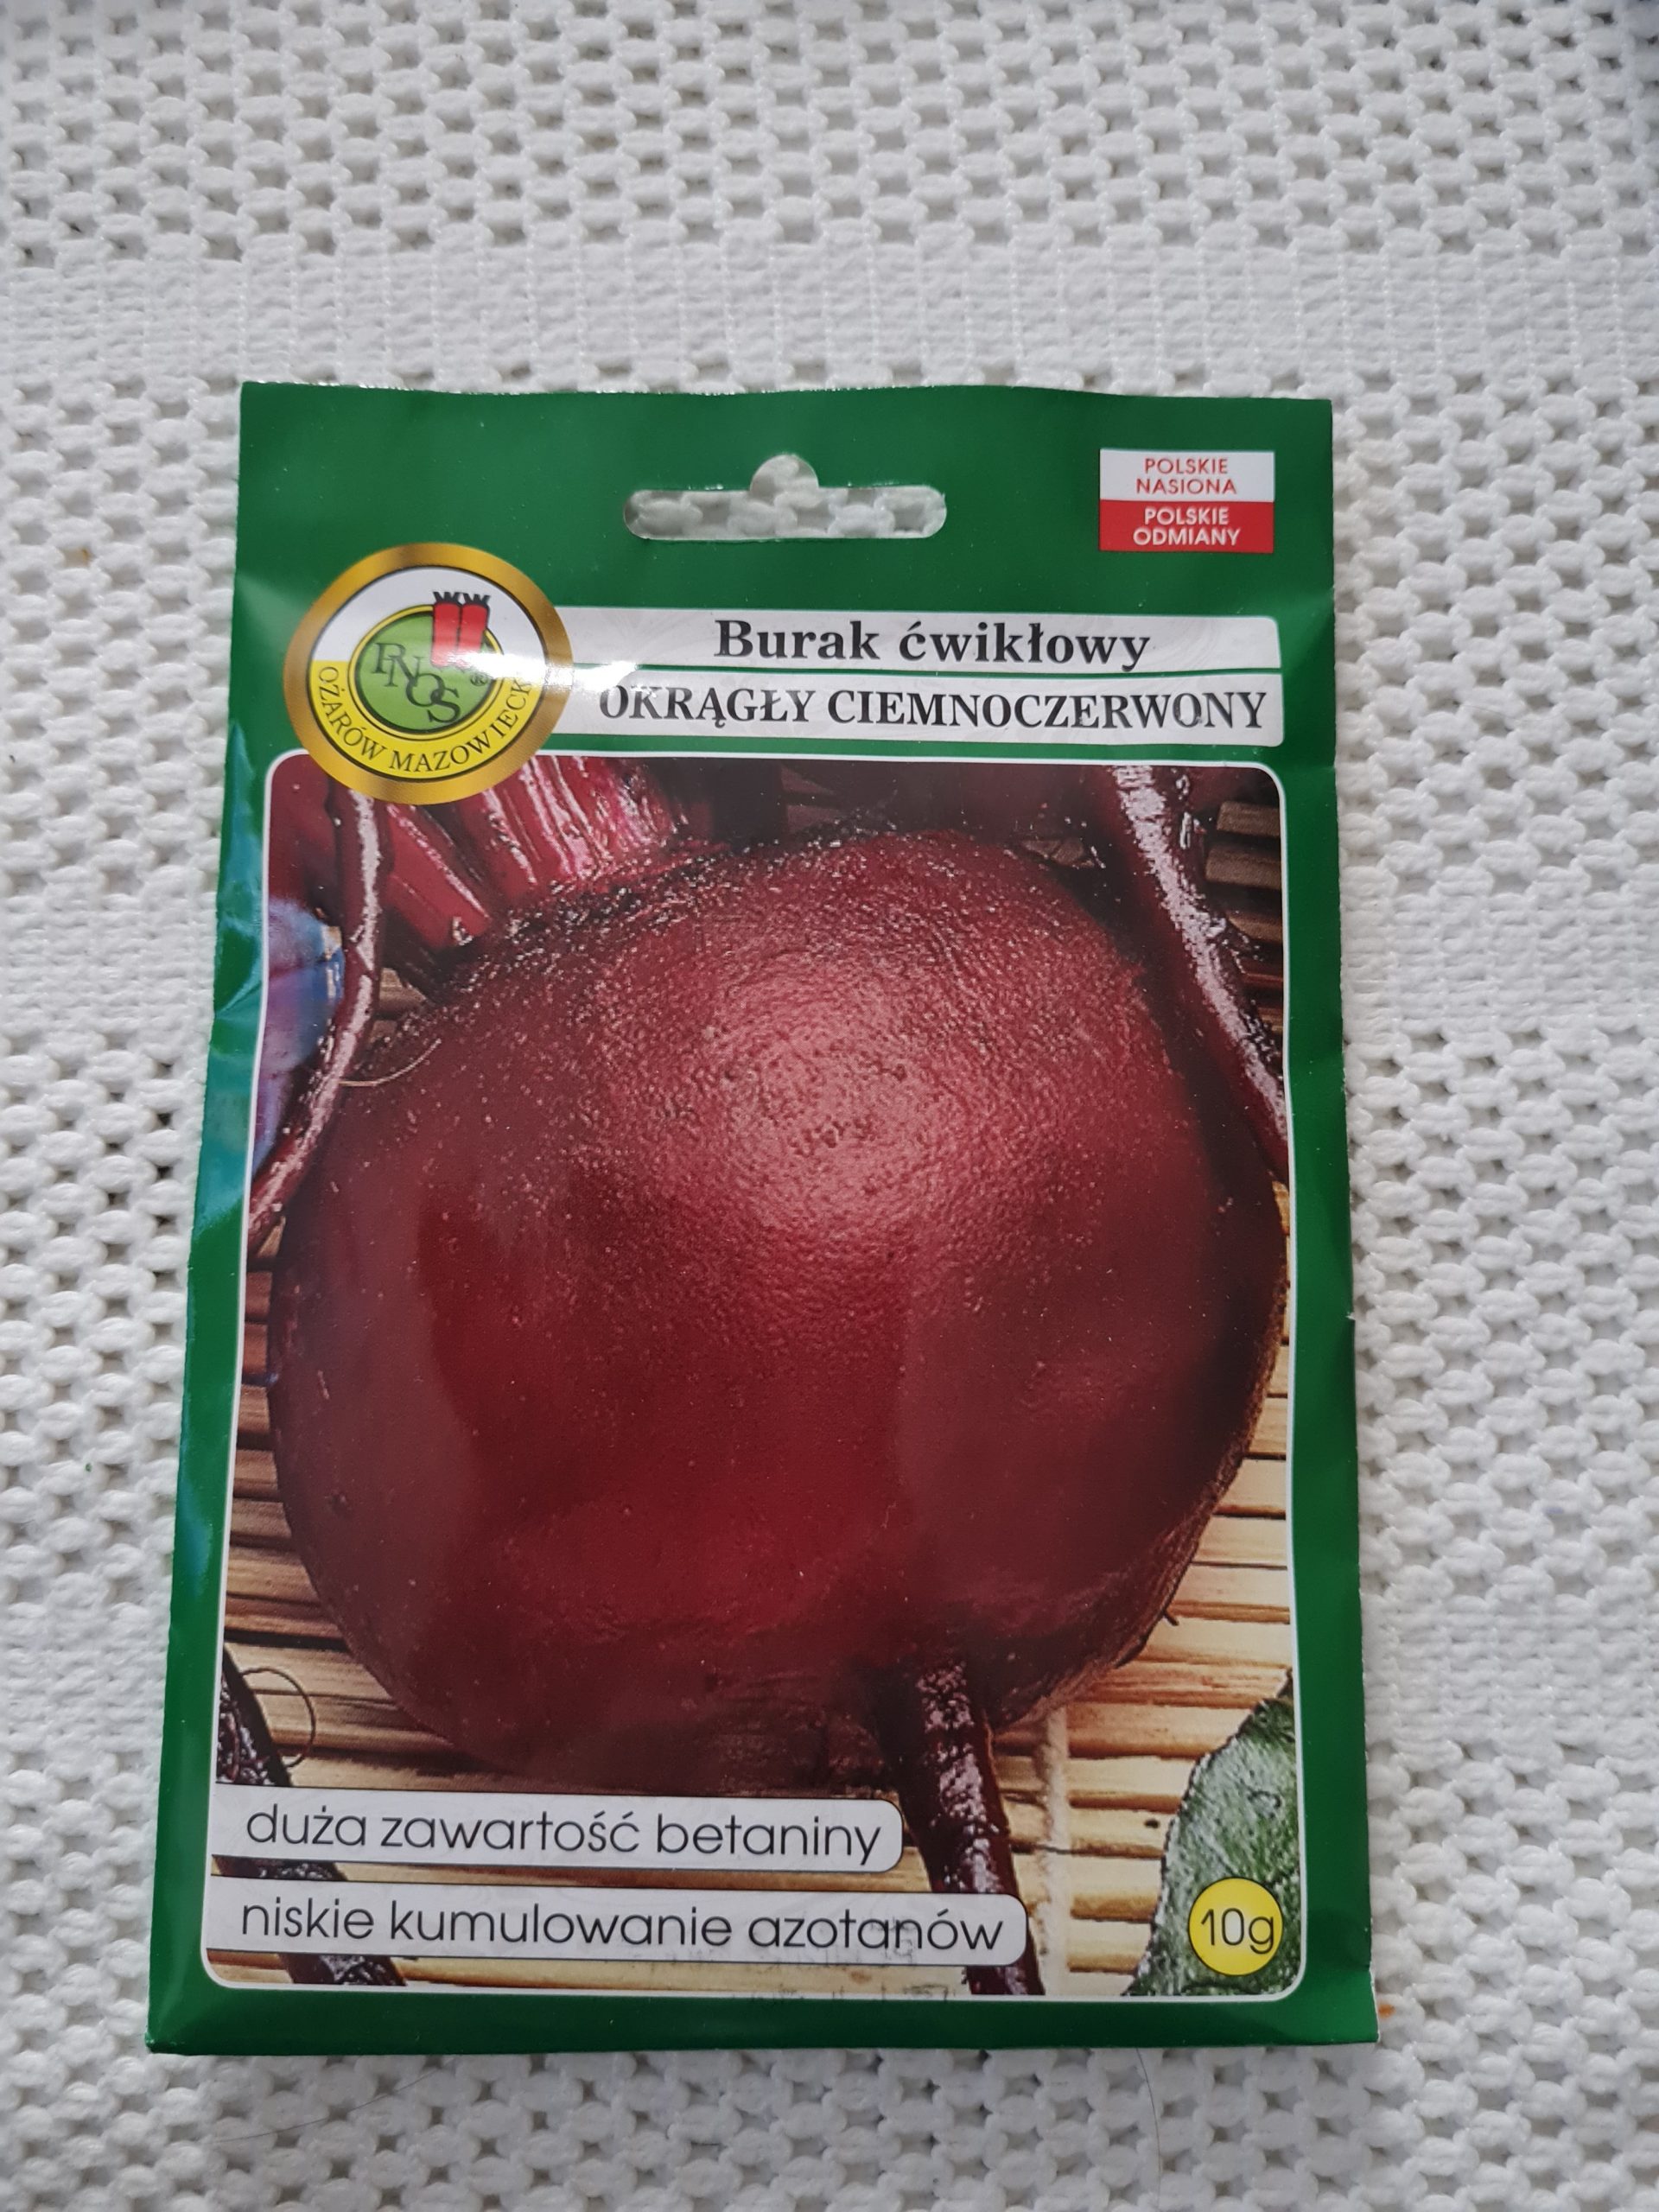 POLSKIE
NASIONA
POLSKIE
ODMIANY
PNOS
OŻARÓW MAZOWIECKI
Burak ćwikłowy
OKRĄGŁY CIEMNOCZERWONY
duża zawartość betaniny
niskie kumulowanie azotanów
10g